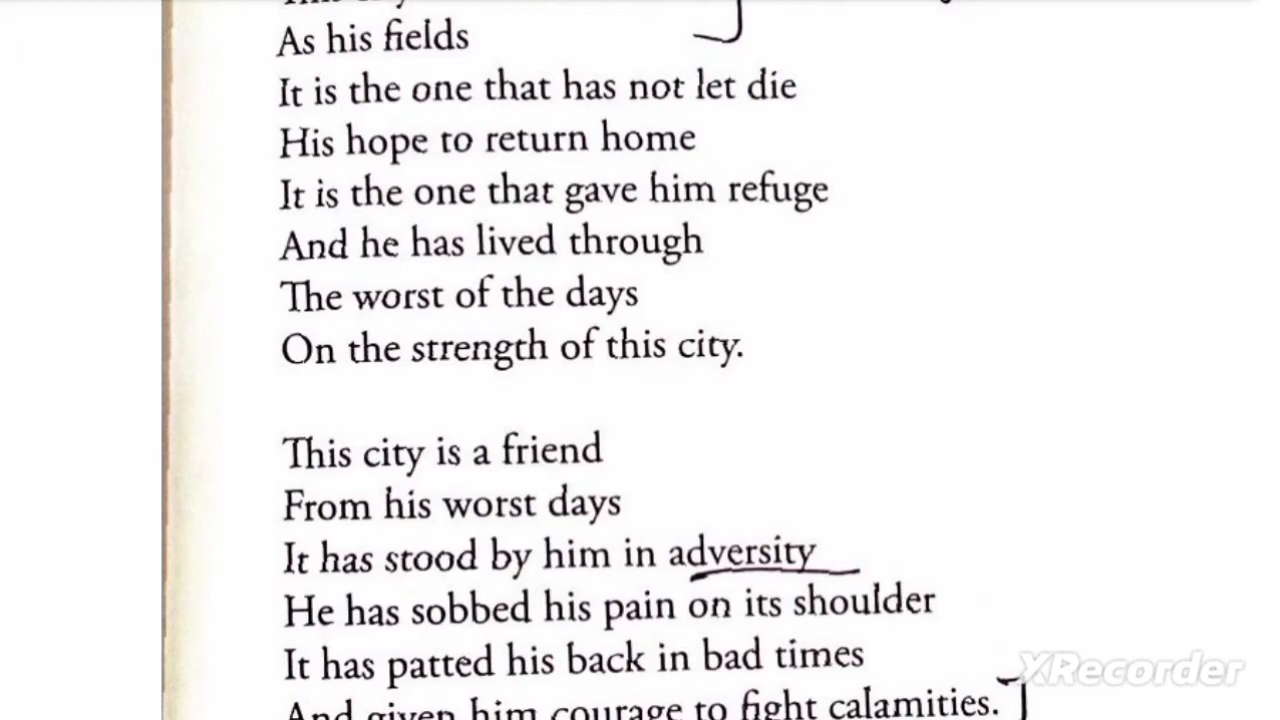 As his fields
It is the one that has not let die
His hope to return home
It is the one that gave him refuge
And he has lived through
The worst of the days
On the strength of this city.
This city is a friend
From his worst days
It has stood by him in adversity
He has sobbed his pain on its shoulder
It has patted his back in bad times
And given him courage to fight calamities.
XRecorder